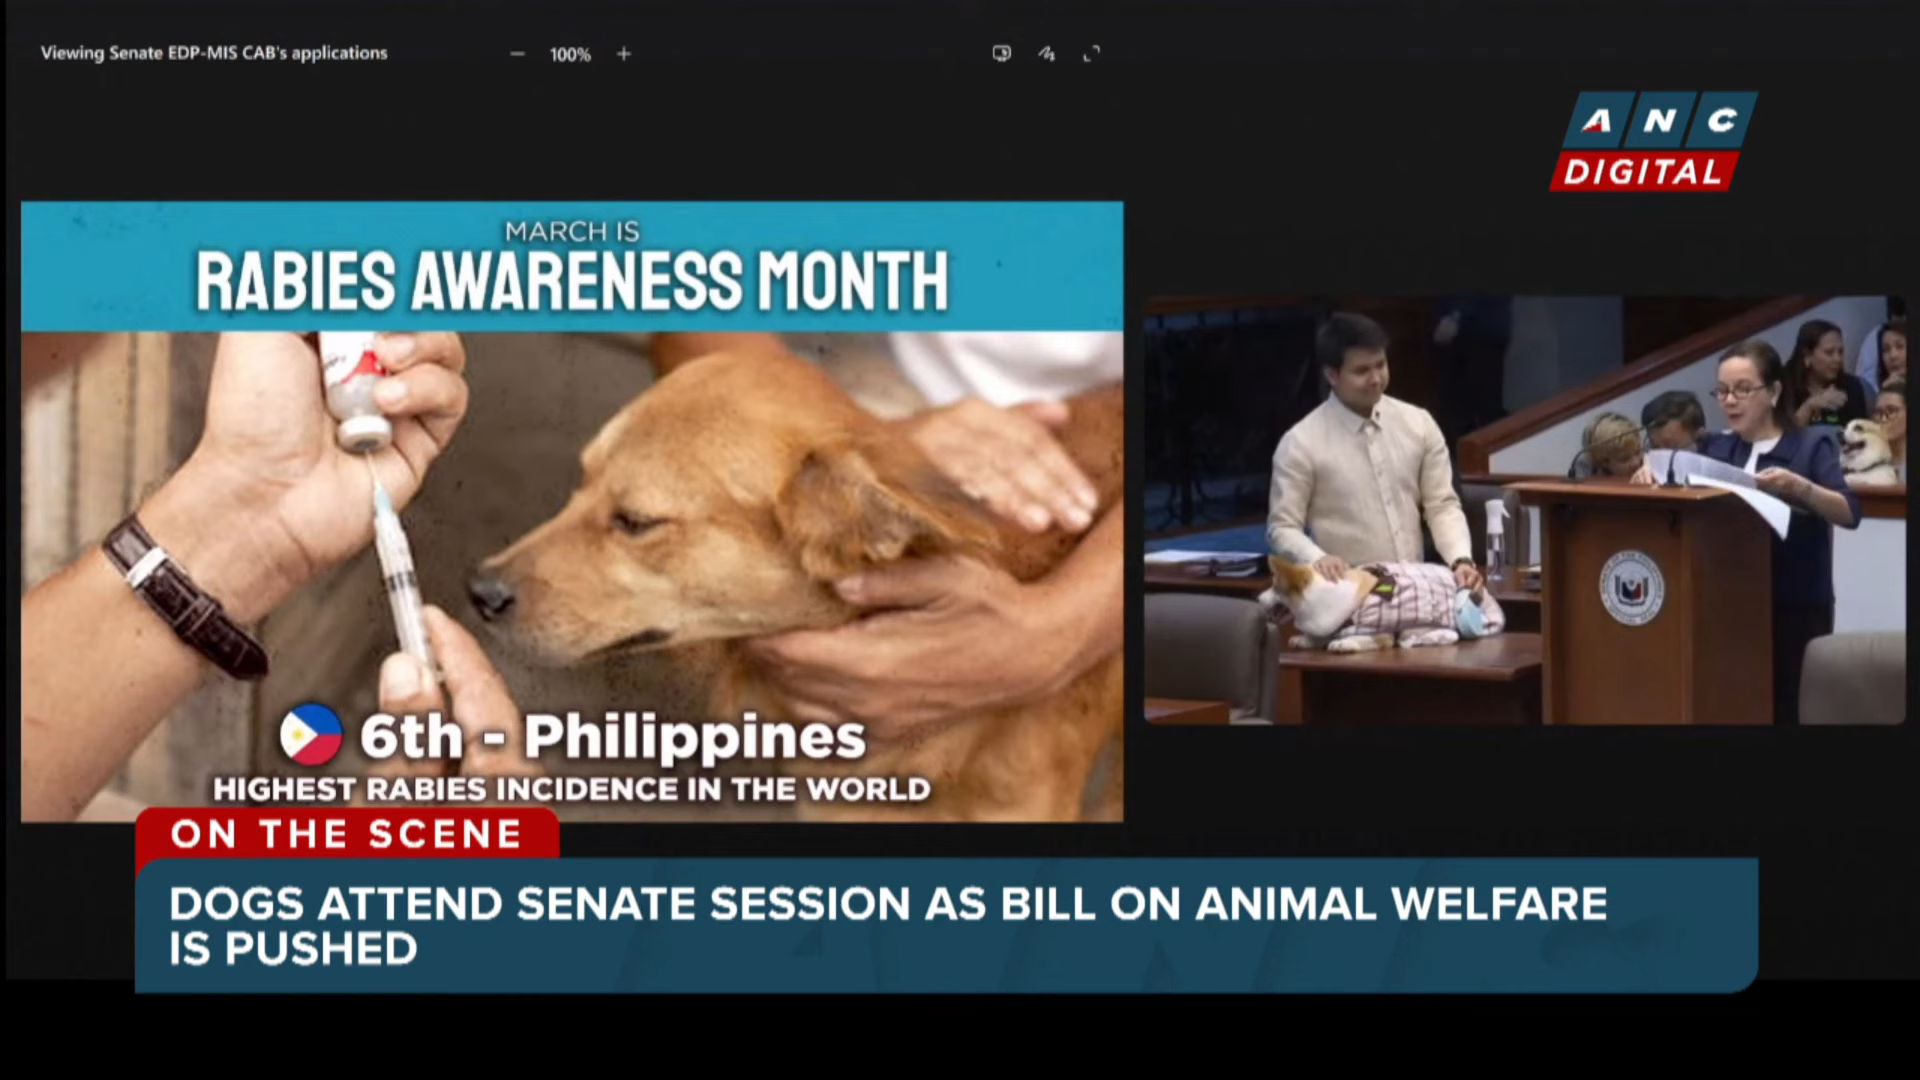 Viewing Senate EDP-MIS CAB's applications
100%
ANC
DIGITAL
MARCH IS
RABIES AWARENESS MONTH
6th - Philippines
HIGHEST RABIES INCIDENCE IN THE WORLD
ON THE SCENE
DOGS ATTEND SENATE SESSION AS BILL ON ANIMAL WELFARE
IS PUSHED